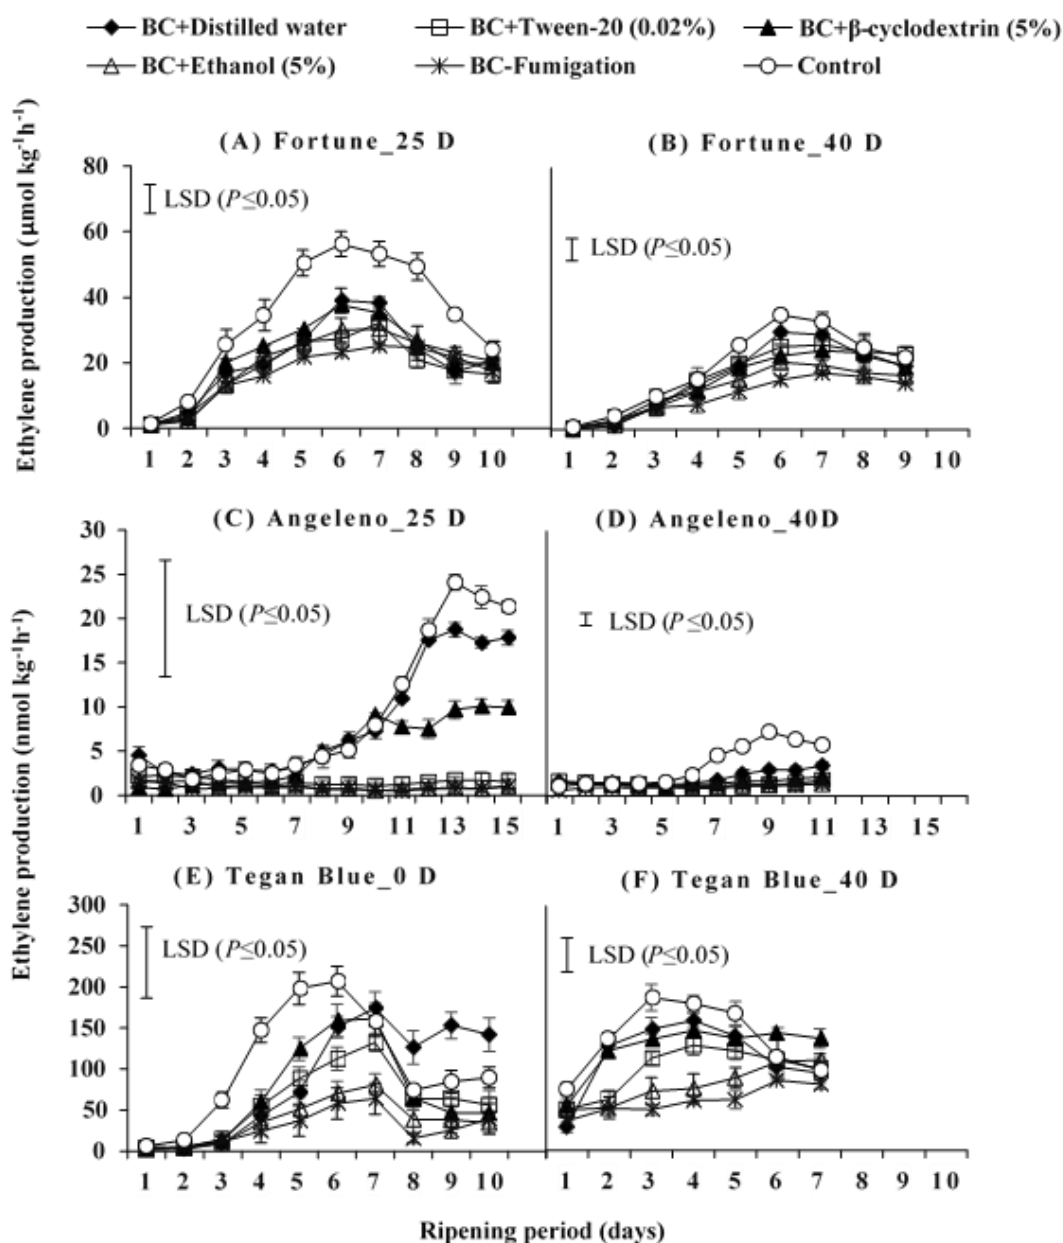 BC+Distilled water BC+Tween-20 (0.02%) BC+β-cyclodextrin (5%)
BC+Ethanol (5%) BC-Fumigation Control
Ethylene production (μmol kg⁻¹h⁻¹)
(A) Fortune_25 D
80
60
40
20
0
LSD (P≤0.05)
1 2 3 4 5 6 7 8 9 10
(B) Fortune_40 D
LSD (P≤0.05)
1 2 3 4 5 6 7 8 9 10
Ethylene production (nmol kg⁻¹h⁻¹)
(C) Angeleno_25 D
30
25
20
15
10
5
0
LSD (P≤0.05)
1 3 5 7 9 11 13 15
(D) Angeleno_40D
LSD (P≤0.05)
1 3 5 7 9 11 13 15
(E) Tegan Blue_0 D
300
250
200
150
100
50
0
LSD (P≤0.05)
1 2 3 4 5 6 7 8 9 10
(F) Tegan Blue_40 D
LSD (P≤0.05)
1 2 3 4 5 6 7 8 9 10
Ripening period (days)